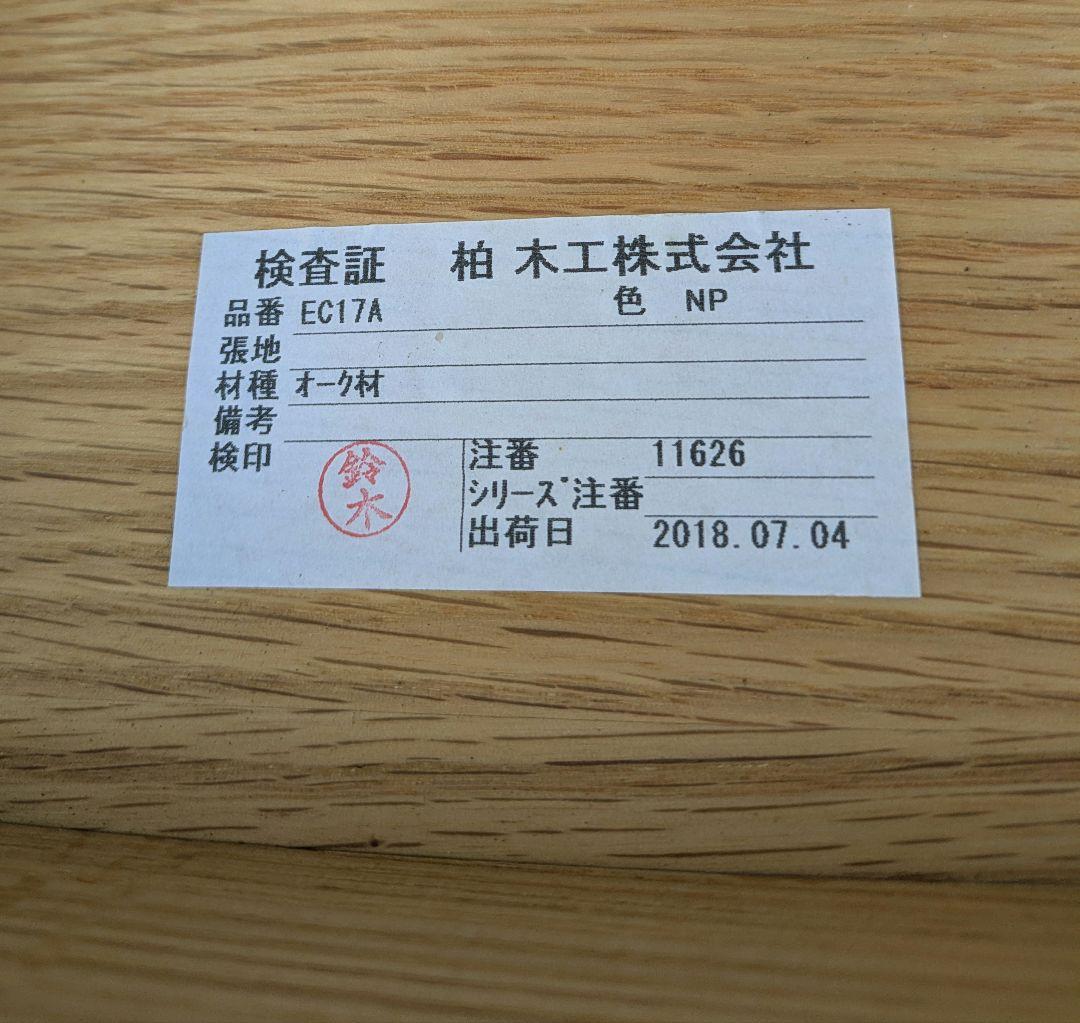 検査証 柏木工株式会社
品番 EC17A 色 NP
張地
材種 ｵｰｸ材
備考
検印 鈴木
注番 11626
ｼﾘｰｽﾞ注番
出荷日 2018.07.04